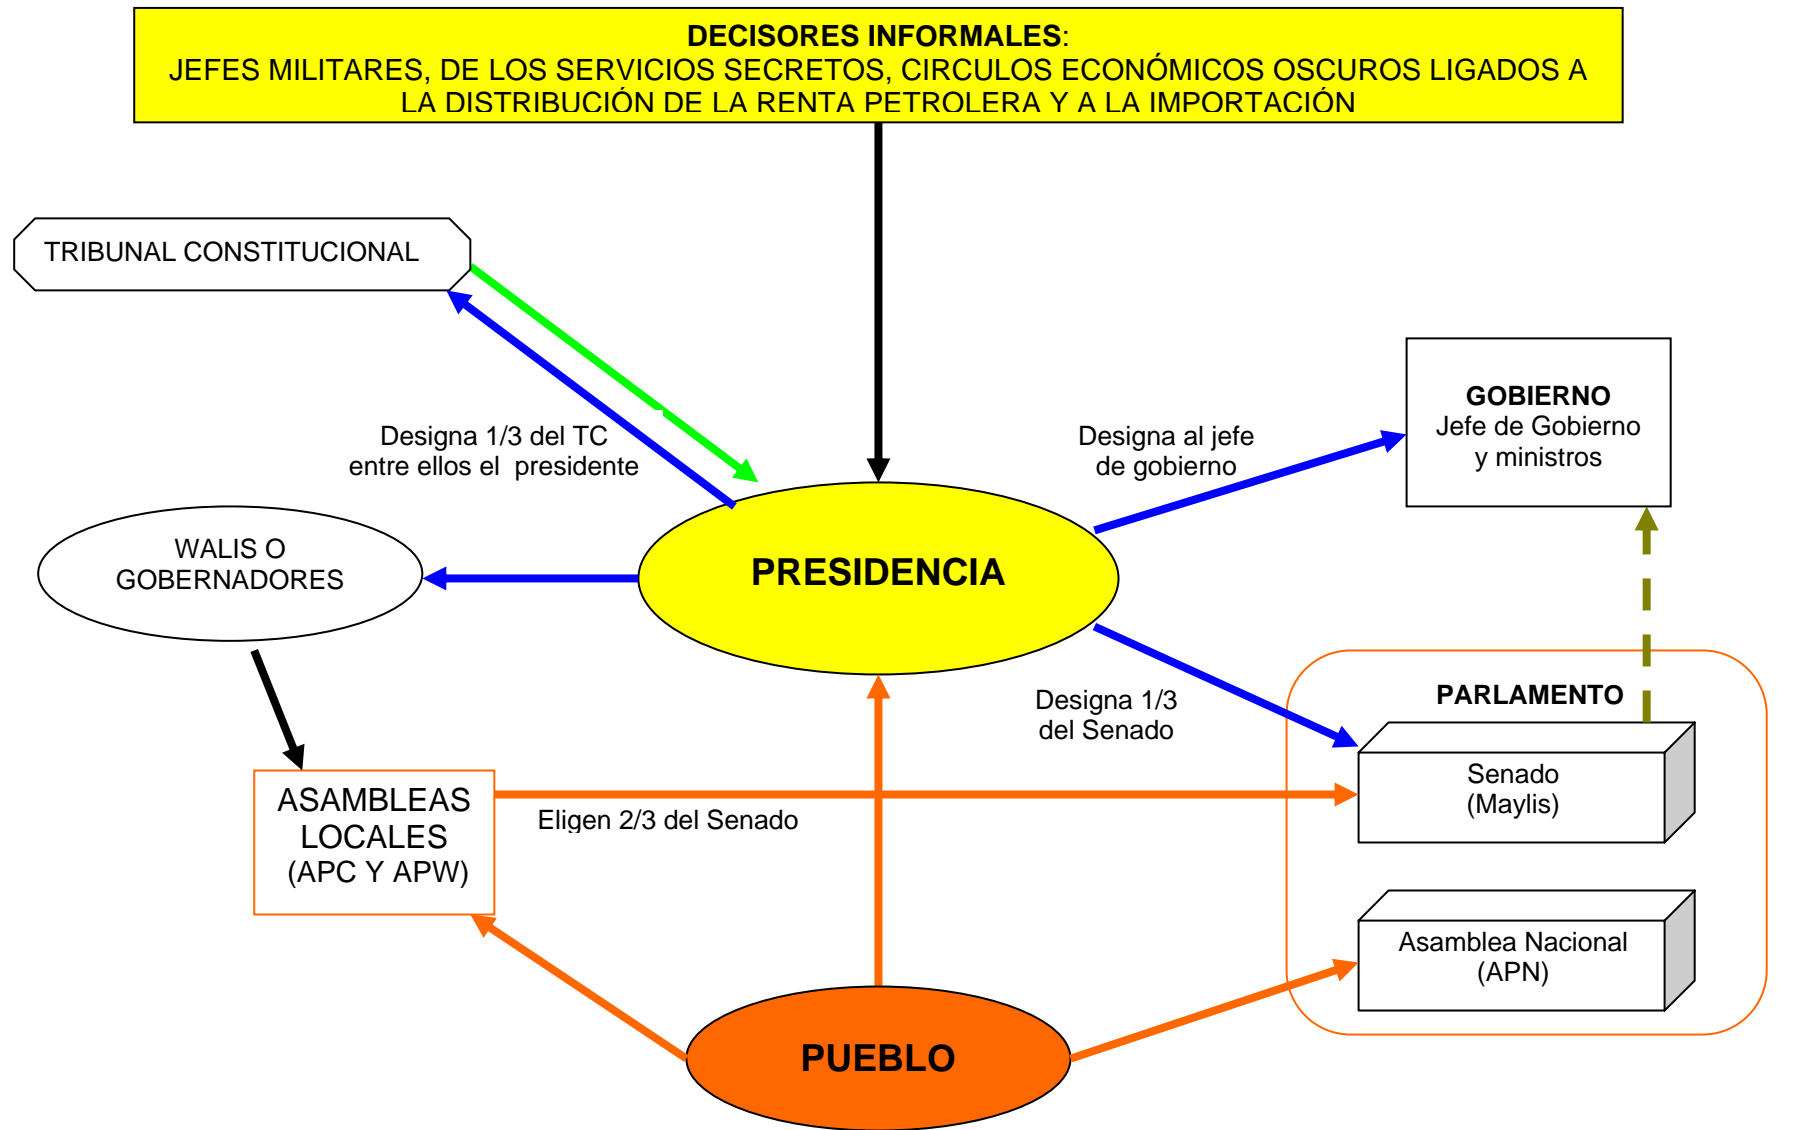 DECISORES INFORMALES:
JEFES MILITARES, DE LOS SERVICIOS SECRETOS, CIRCULOS ECONÓMICOS OSCUROS LIGADOS A
LA DISTRIBUCIÓN DE LA RENTA PETROLERA Y A LA IMPORTACIÓN
TRIBUNAL CONSTITUCIONAL
GOBIERNO
Jefe de Gobierno
y ministros
Designa 1/3 del TC
entre ellos el presidente
Designa al jefe
de gobierno
WALIS O
GOBERNADORES
PRESIDENCIA
Designa 1/3
del Senado
PARLAMENTO
Senado
(Maylis)
ASAMBLEAS
LOCALES
(APC Y APW)
Eligen 2/3 del Senado
Asamblea Nacional
(APN)
PUEBLO